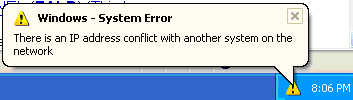 Windows - System Error
There is an IP address conflict with another system on the
network
8:06 PM